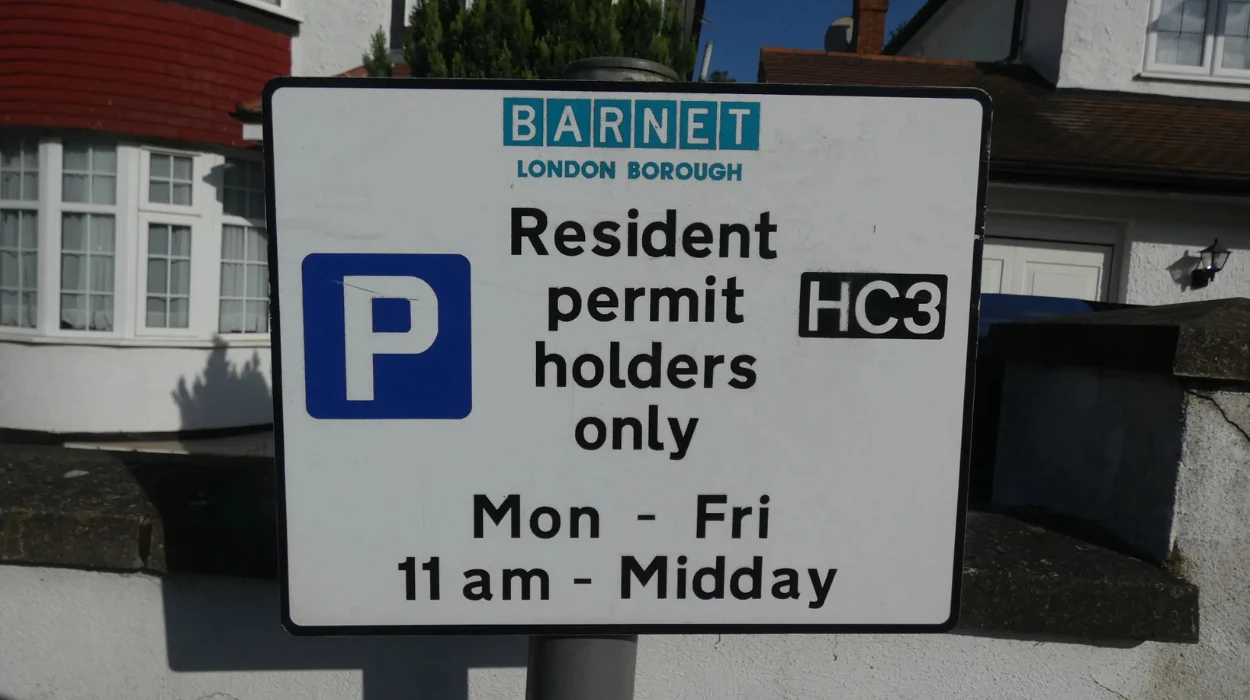 BARNET
LONDON BOROUGH
P
Resident
permit
holders
only
HC3
Mon - Fri
11 am - Midday